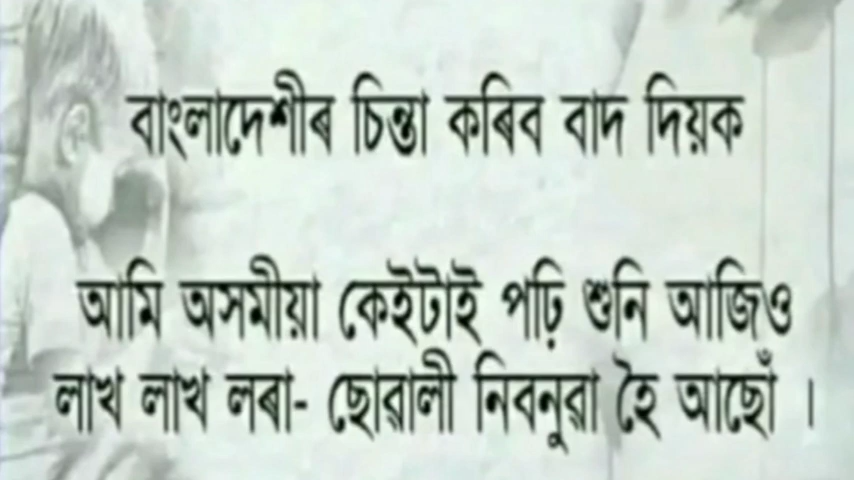 বাংলাদেশীৰ চিন্তা কৰিব বাদ দিয়ক
আমি অসমীয়া কেইটাই পঢ়ি শুনি আজিও
লাখ লাখ লৰা- ছোৱালী নিবনুৱা হৈ আছোঁ ।